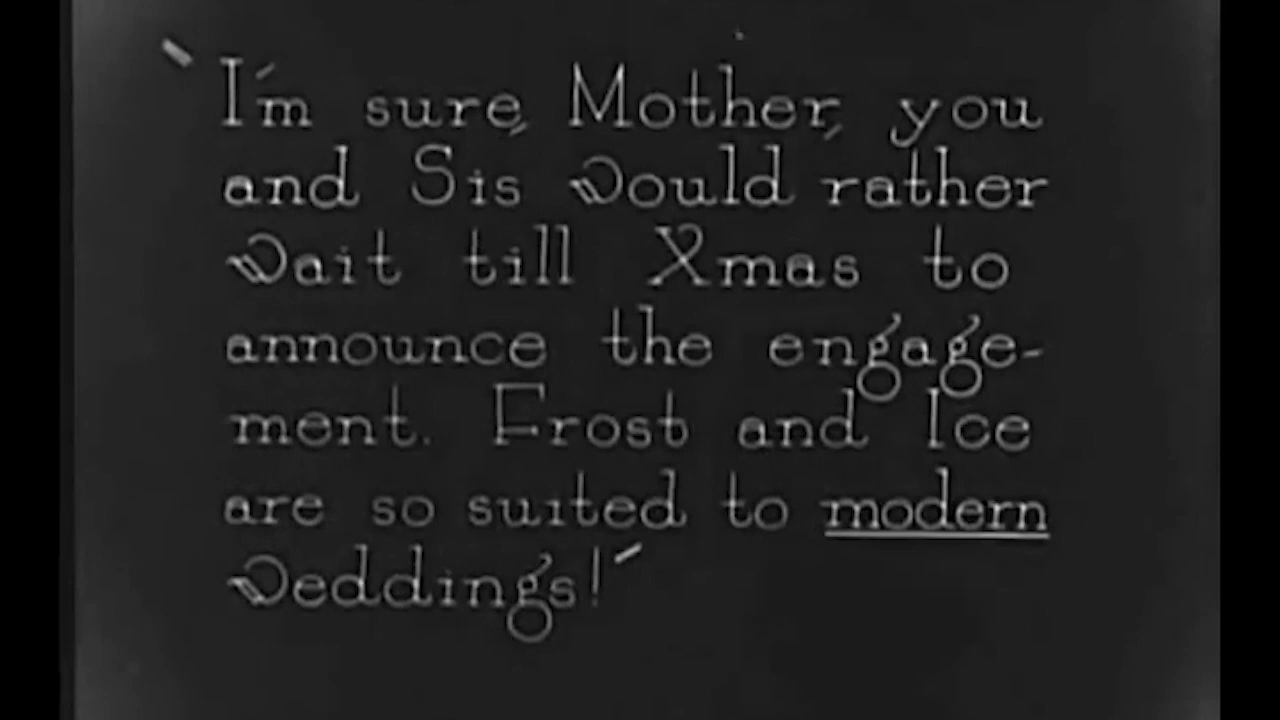 `I'm sure, Mother, you
and Sis would rather
wait till Xmas to
announce the engage-
ment. Frost and Ice
are so suited to modern
weddings!´